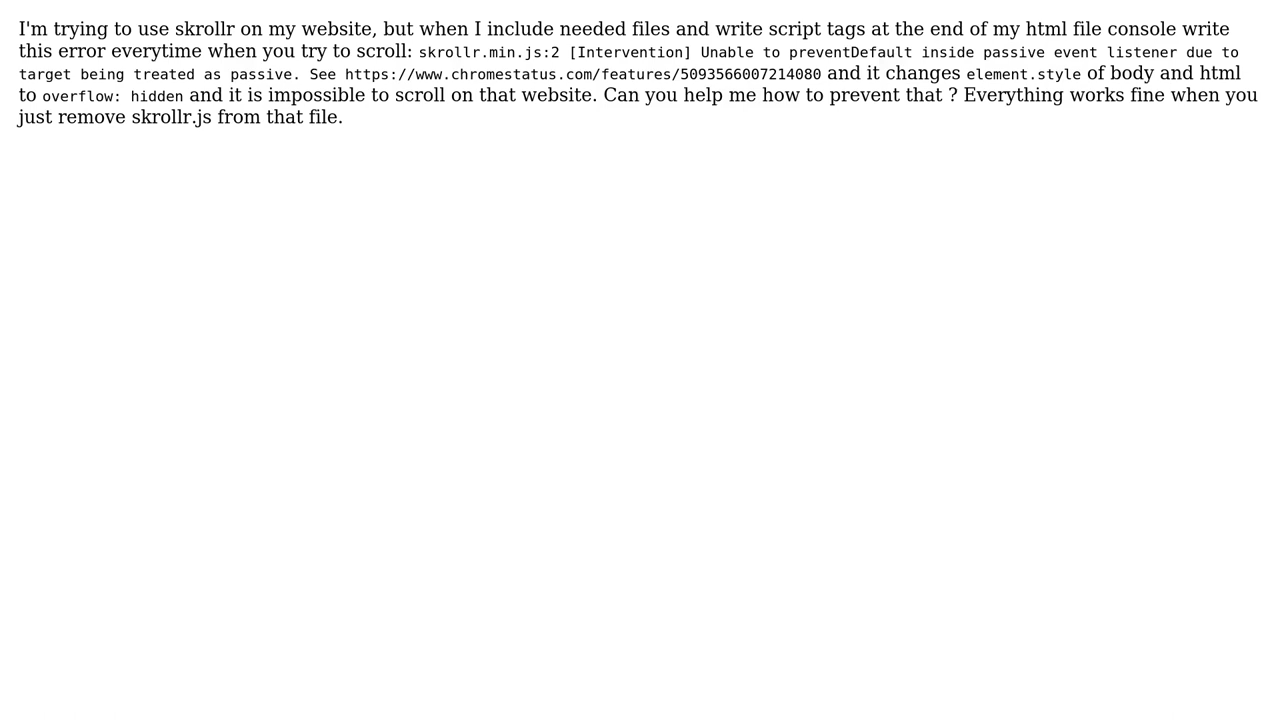 I'm trying to use skrollr on my website, but when I include needed files and write script tags at the end of my html file console write
this error everytime when you try to scroll: skrollr.min.js:2 [Intervention] Unable to preventDefault inside passive event listener due to
target being treated as passive. See https://www.chromestatus.com/features/5093566007214080 and it changes element.style of body and html
to overflow: hidden and it is impossible to scroll on that website. Can you help me how to prevent that ? Everything works fine when you
just remove skrollr.js from that file.